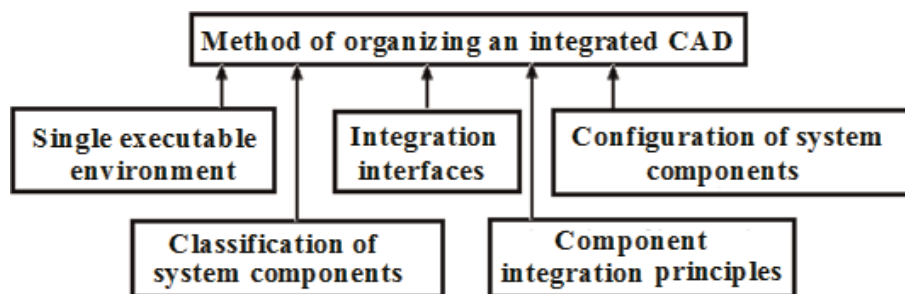 Method of organizing an integrated CAD
Single executable
environment
Integration
interfaces
Configuration of system
components
Classification of
system components
Component
integration principles